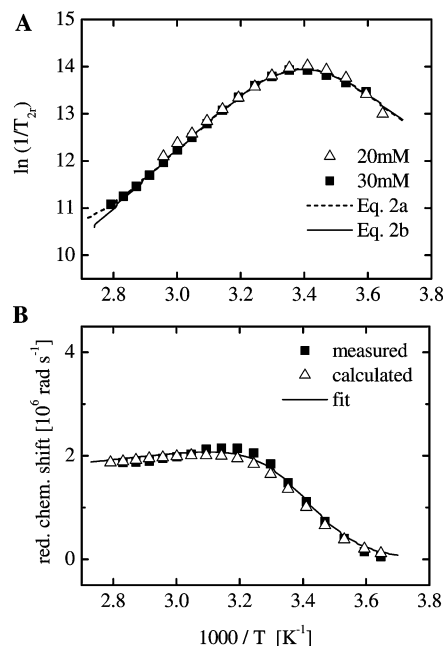 A
ln (1/T2r)
15
14
13
12
11
10
20mM
30mM
Eq. 2a
Eq. 2b
2.8 3.0 3.2 3.4 3.6
B
red. chem. shift [10^6 rad s^-1]
4
2
0
measured
calculated
fit
2.8 3.0 3.2 3.4 3.6 3.8
1000 / T [K^-1]